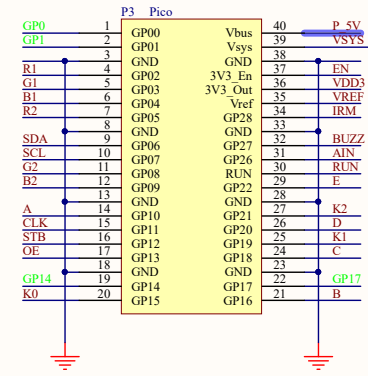 P3 Pico
GP0 1 GP00 Vbus 40 P_5V
GP1 2 GP01 Vsys 39 VSYS
3 GND GND 38
R1 4 GP02 3V3_En 37 EN
G1 5 GP03 3V3_Out 36 VDD3
B1 6 GP04 Vref 35 VREF
R2 7 GP05 GP28 34 IRM
8 GND GND 33
SDA 9 GP06 GP27 32 BUZZ
SCL 10 GP07 GP26 31 AIN
G2 11 GP08 RUN 30 RUN
B2 12 GP09 GP22 29 E
13 GND GND 28
A 14 GP10 GP21 27 K2
CLK 15 GP11 GP20 26 D
STB 16 GP12 GP19 25 K1
OE 17 GP13 GP18 24 C
18 GND GND 23
GP14 19 GP14 GP17 22 GP17
K0 20 GP15 GP16 21 B